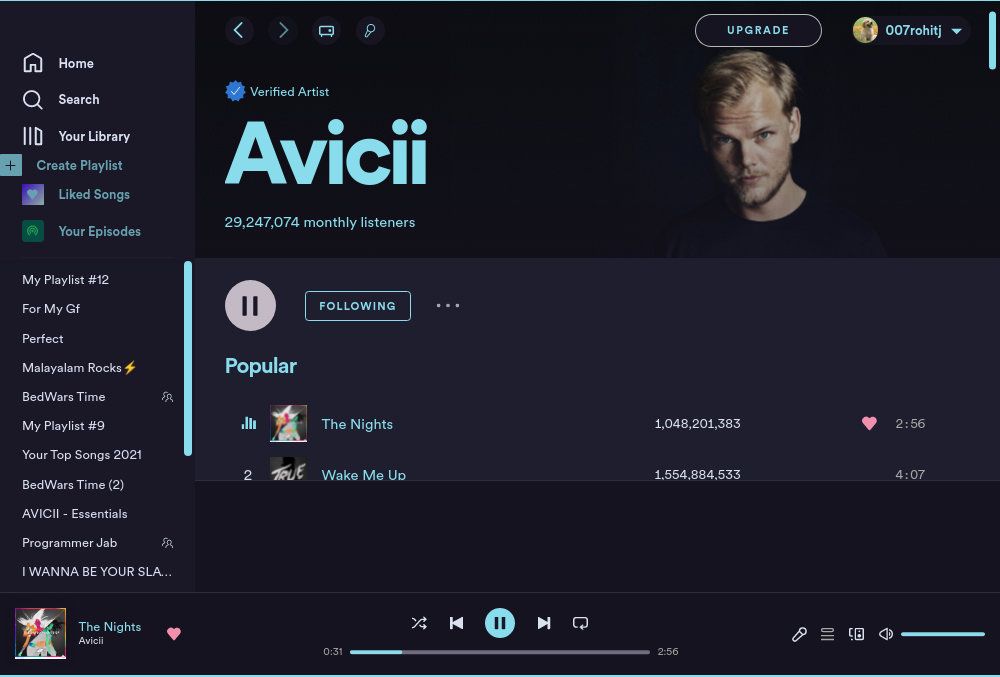 UPGRADE
007rohitj
Home
Search
Your Library
Create Playlist
Liked Songs
Your Episodes
My Playlist #12
For My Gf
Perfect
Malayalam Rocks⚡
BedWars Time
My Playlist #9
Your Top Songs 2021
BedWars Time (2)
AVICII - Essentials
Programmer Jab
I WANNA BE YOUR SLA...
Verified Artist
Avicii
29,247,074 monthly listeners
FOLLOWING
Popular
The Nights 1,048,201,383 2:56
2 Wake Me Up 1,554,884,533 4:07
TRUE
The Nights
Avicii
0:31 2:56